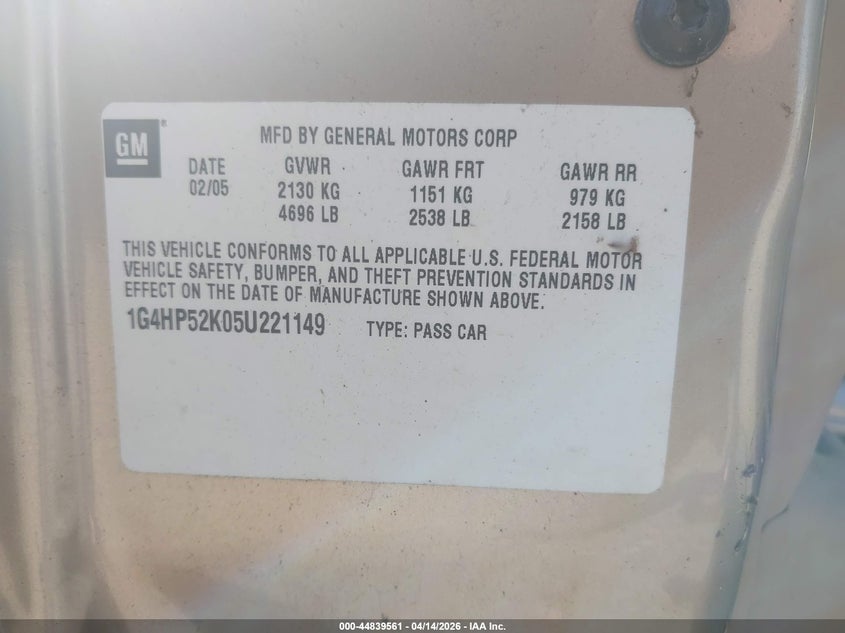 GM
MFD BY GENERAL MOTORS CORP
DATE GVWR GAWR FRT GAWR RR
02/05 2130 KG 1151 KG 979 KG
4696 LB 2538 LB 2158 LB
THIS VEHICLE CONFORMS TO ALL APPLICABLE U.S. FEDERAL MOTOR
VEHICLE SAFETY, BUMPER, AND THEFT PREVENTION STANDARDS IN
EFFECT ON THE DATE OF MANUFACTURE SHOWN ABOVE.
1G4HP52K05U221149 TYPE: PASS CAR
000-44839561 | 04/14/2026 | IAA Inc.